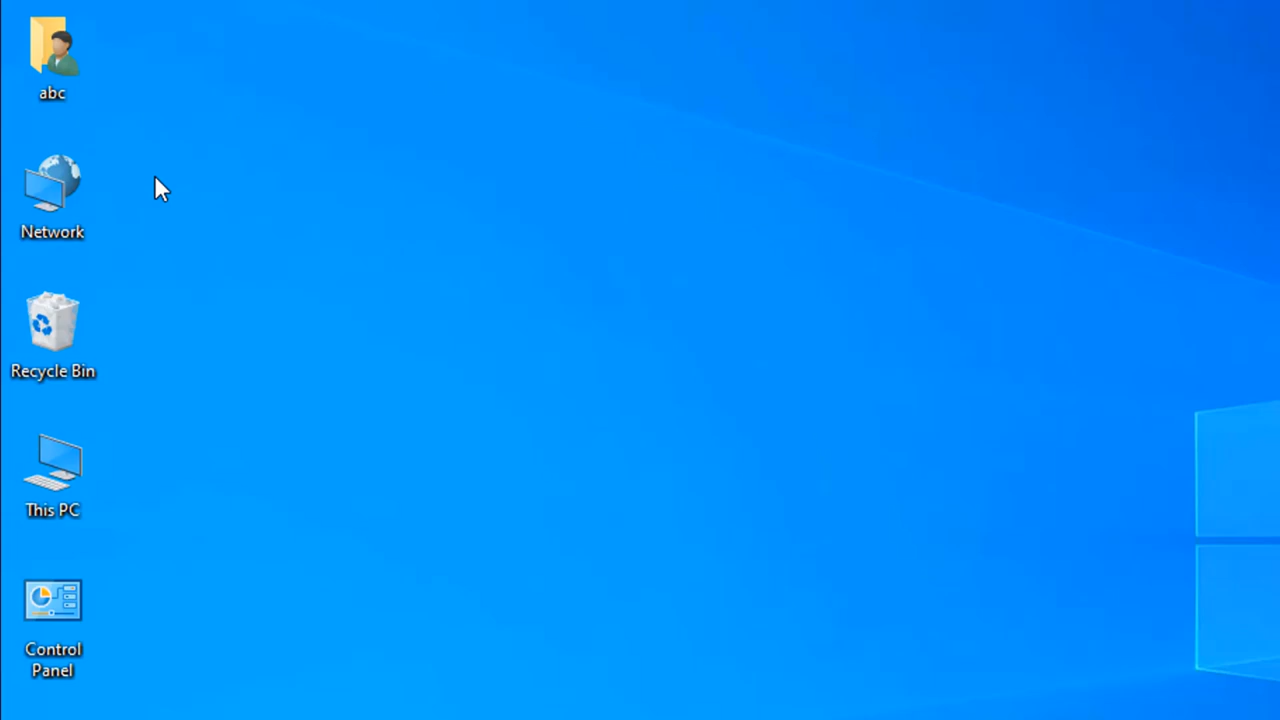 abc
Network
Recycle Bin
This PC
Control
Panel